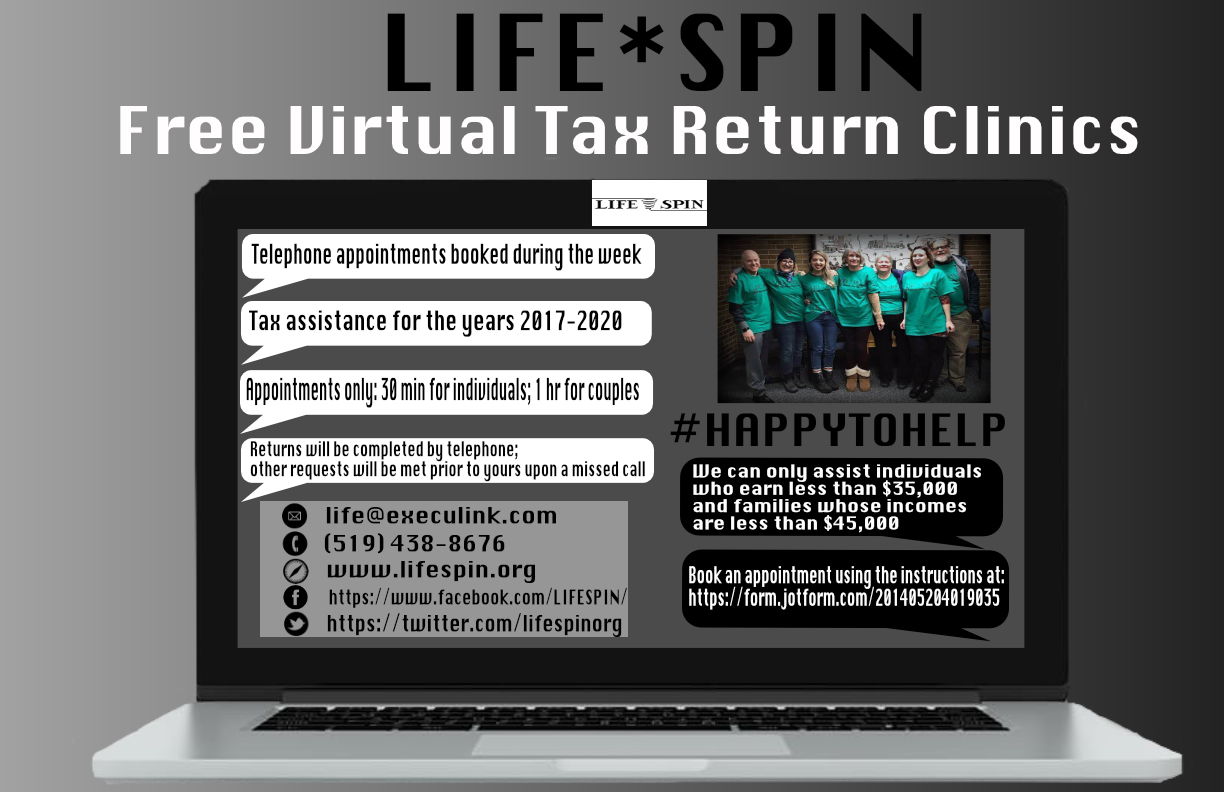 LIFE*SPIN
Free Virtual Tax Return Clinics
LIFE SPIN
Telephone appointments booked during the week
Tax assistance for the years 2017-2020
Appointments only: 30 min for individuals; 1 hr for couples
Returns will be completed by telephone;
other requests will be met prior to yours upon a missed call
life@execulink.com
(519) 438-8676
www.lifespin.org
https://www.facebook.com/LIFESPIN/
https://twitter.com/lifespinorg
#HAPPYTOHELP
We can only assist individuals
who earn less than $35,000
and families whose incomes
are less than $45,000
Book an appointment using the instructions at:
https://form.jotform.com/201405204019035